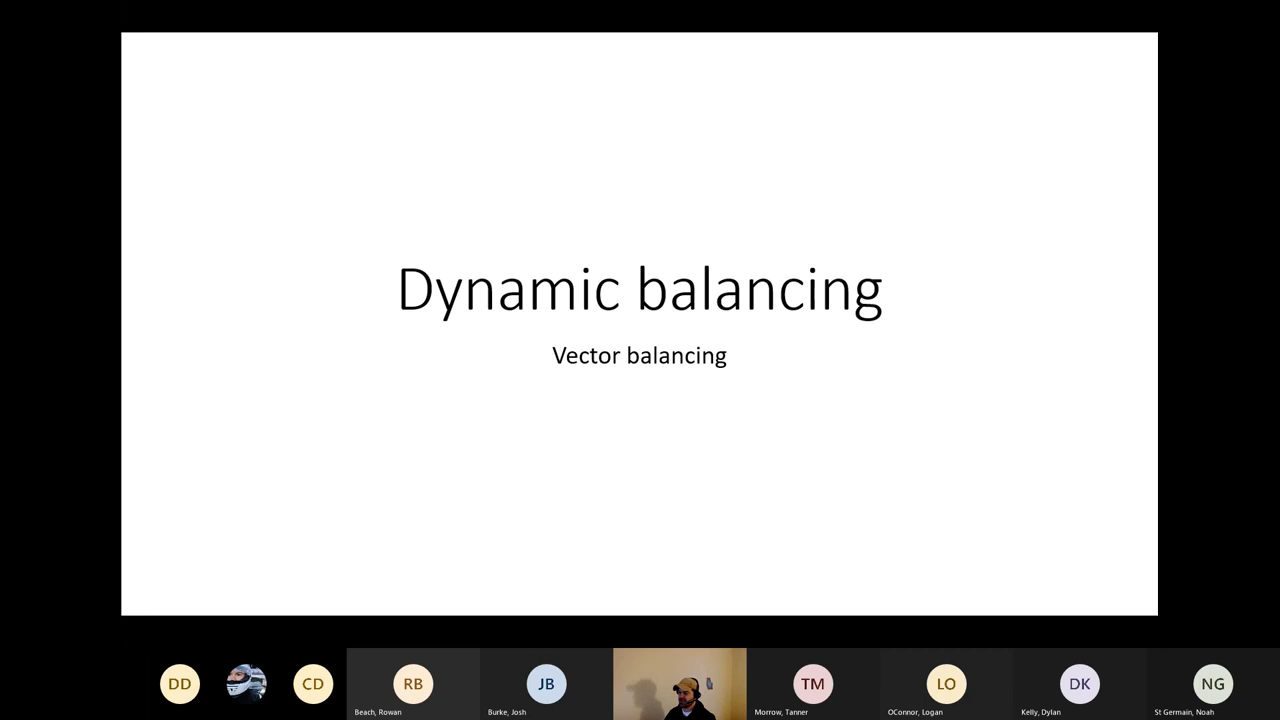 Dynamic balancing
Vector balancing
DD
CD
RB
JB
TM
LO
DK
NG
Beach, Rowan
Burke, Josh
Morrow, Tanner
OConnor, Logan
Kelly, Dylan
St Germain, Noah